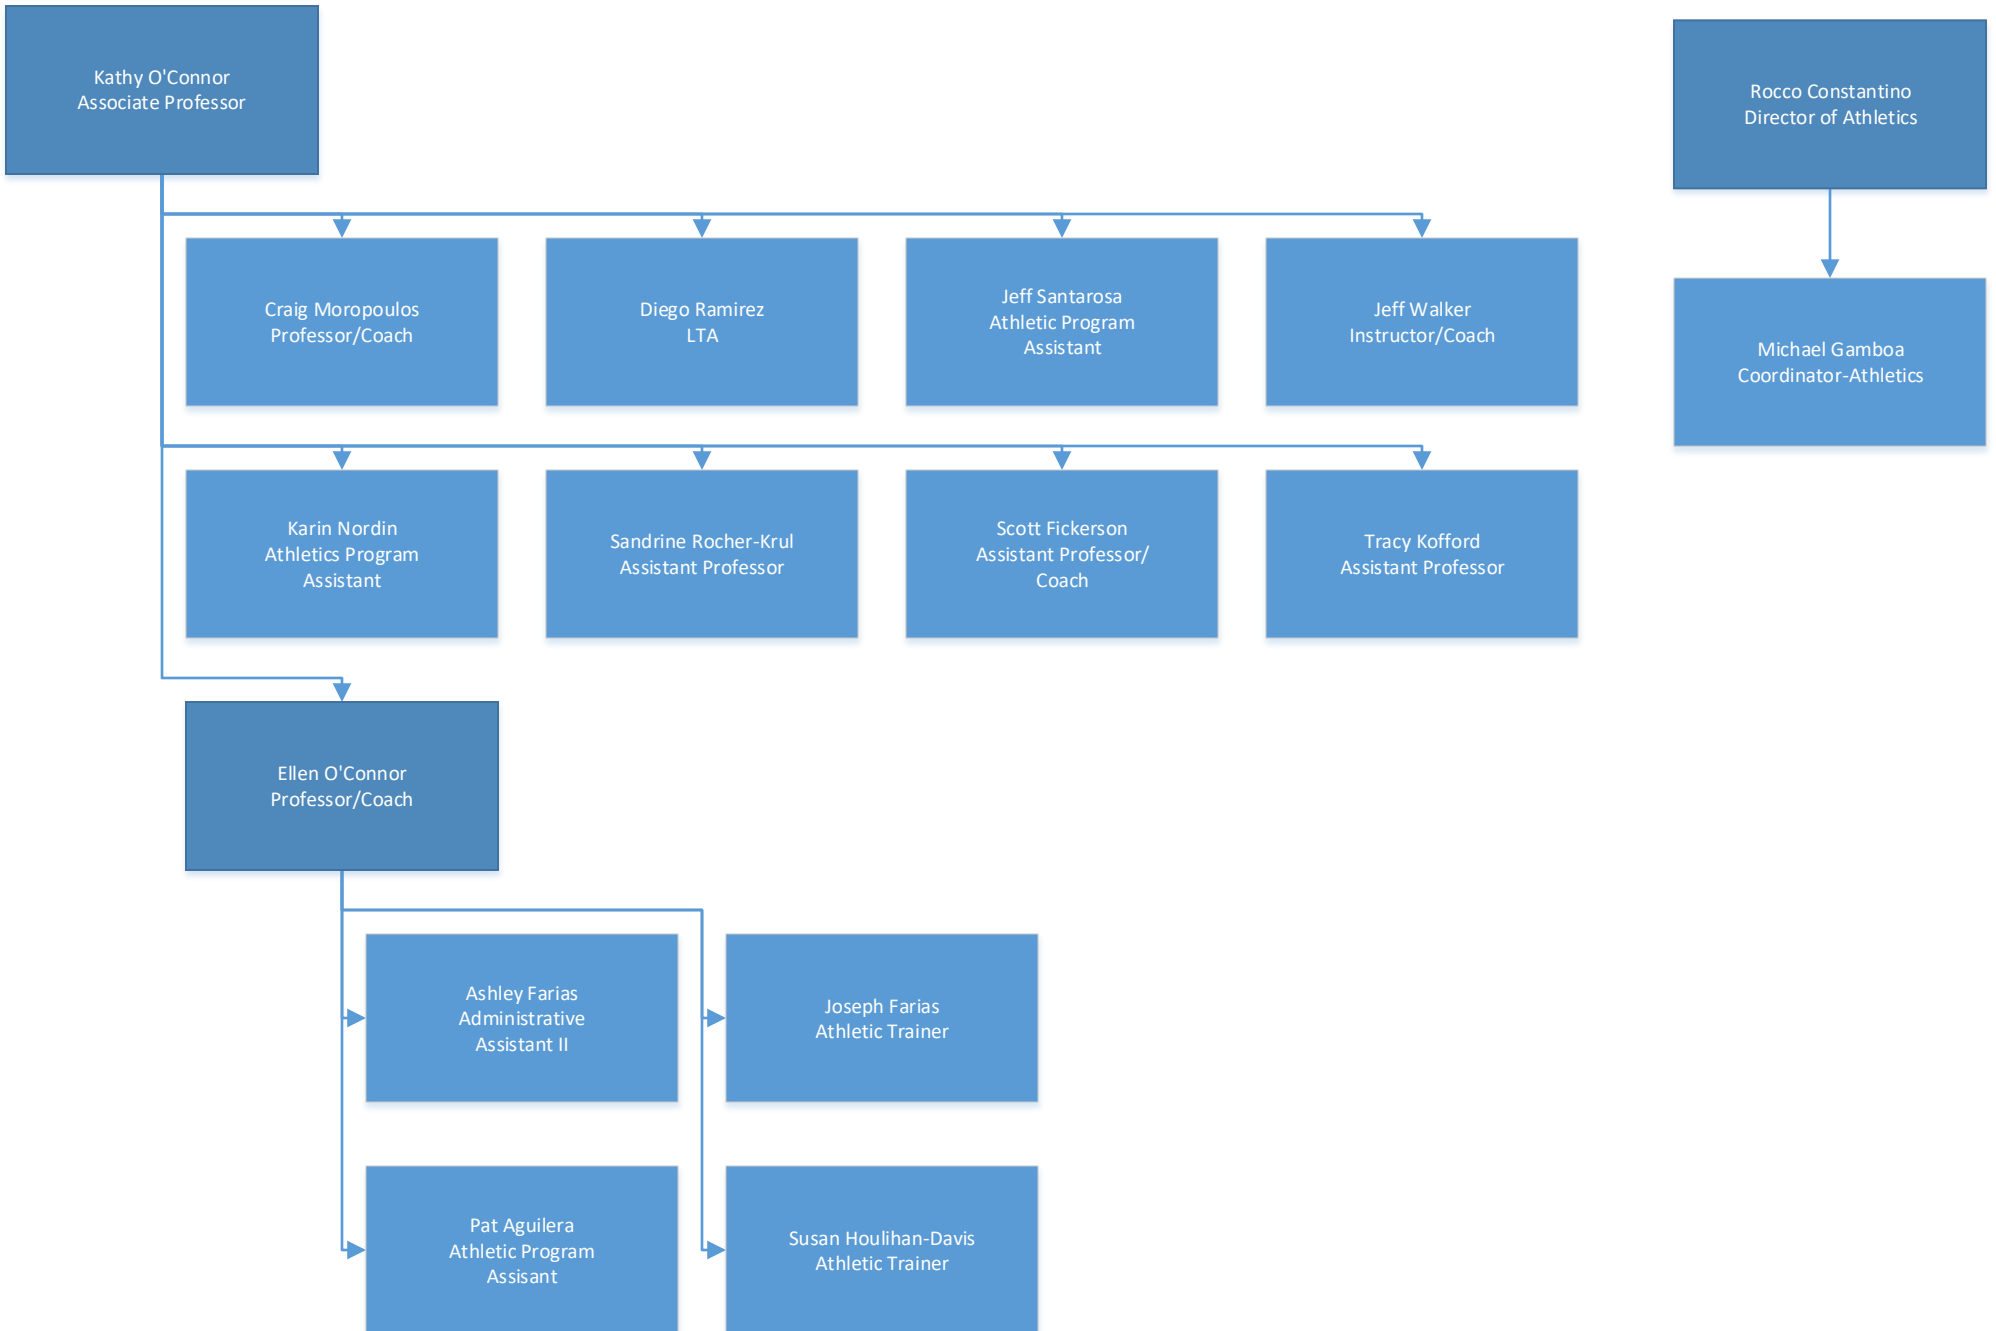 Kathy O'Connor
Associate Professor
Rocco Constantino
Director of Athletics
Craig Moropoulos
Professor/Coach
Diego Ramirez
LTA
Jeff Santarosa
Athletic Program
Assistant
Jeff Walker
Instructor/Coach
Michael Gamboa
Coordinator-Athletics
Karin Nordin
Athletics Program
Assistant
Sandrine Rocher-Krul
Assistant Professor
Scott Fickerson
Assistant Professor/
Coach
Tracy Kofford
Assistant Professor
Ellen O'Connor
Professor/Coach
Ashley Farias
Administrative
Assistant II
Joseph Farias
Athletic Trainer
Pat Aguilera
Athletic Program
Assisant
Susan Houlihan-Davis
Athletic Trainer